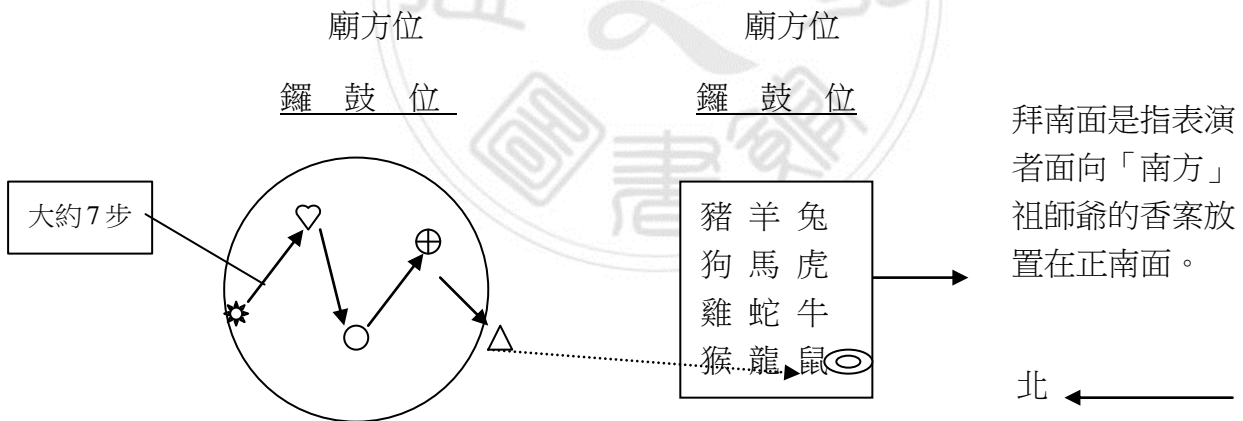 廟方位
廟方位
鑼 鼓 位
鑼 鼓 位
大約7步
豬 羊 兔
狗 馬 虎
雞 蛇 牛
猴 龍 鼠
拜南面是指表演
者面向「南方」
祖師爺的香案放
置在正南面。
北